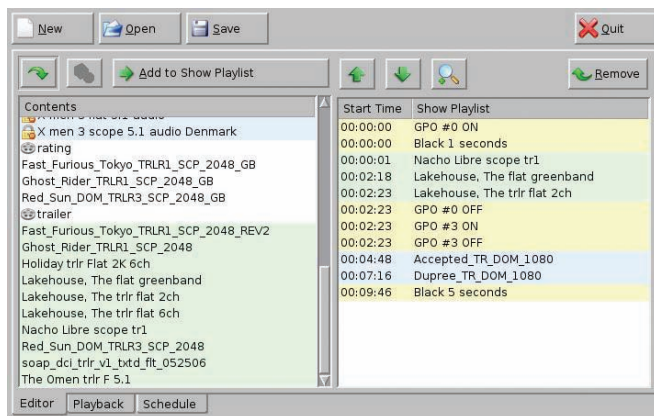 New Open Save Quit
Add to Show Playlist Remove
Contents
X men 3 scope 5.1 audio Denmark
rating
Fast_Furious_Tokyo_TRLR1_SCP_2048_GB
Ghost_Rider_TRLR1_SCP_2048_GB
Red_Sun_DOM_TRLR3_SCP_2048_GB
trailer
Fast_Furious_Tokyo_TRLR1_SCP_2048_REV2
Ghost_Rider_TRLR1_SCP_2048
Holiday trlr Flat 2K 6ch
Lakehouse, The flat greenband
Lakehouse, The trlr flat 2ch
Lakehouse, The trlr flat 6ch
Nacho Libre scope tr1
Red_Sun_DOM_TRLR3_SCP_2048
soap_dci_trlr_v1_txtd_flt_052506
The Omen trlr F 5.1
Start Time Show Playlist
00:00:00 GPO #0 ON
00:00:00 Black 1 seconds
00:00:01 Nacho Libre scope tr1
00:02:18 Lakehouse, The flat greenband
00:02:23 Lakehouse, The trlr flat 2ch
00:02:23 GPO #0 OFF
00:02:23 GPO #3 ON
00:02:23 GPO #3 OFF
00:04:48 Accepted_TR_DOM_1080
00:07:16 Dupree_TR_DOM_1080
00:09:46 Black 5 seconds
Editor Playback Schedule